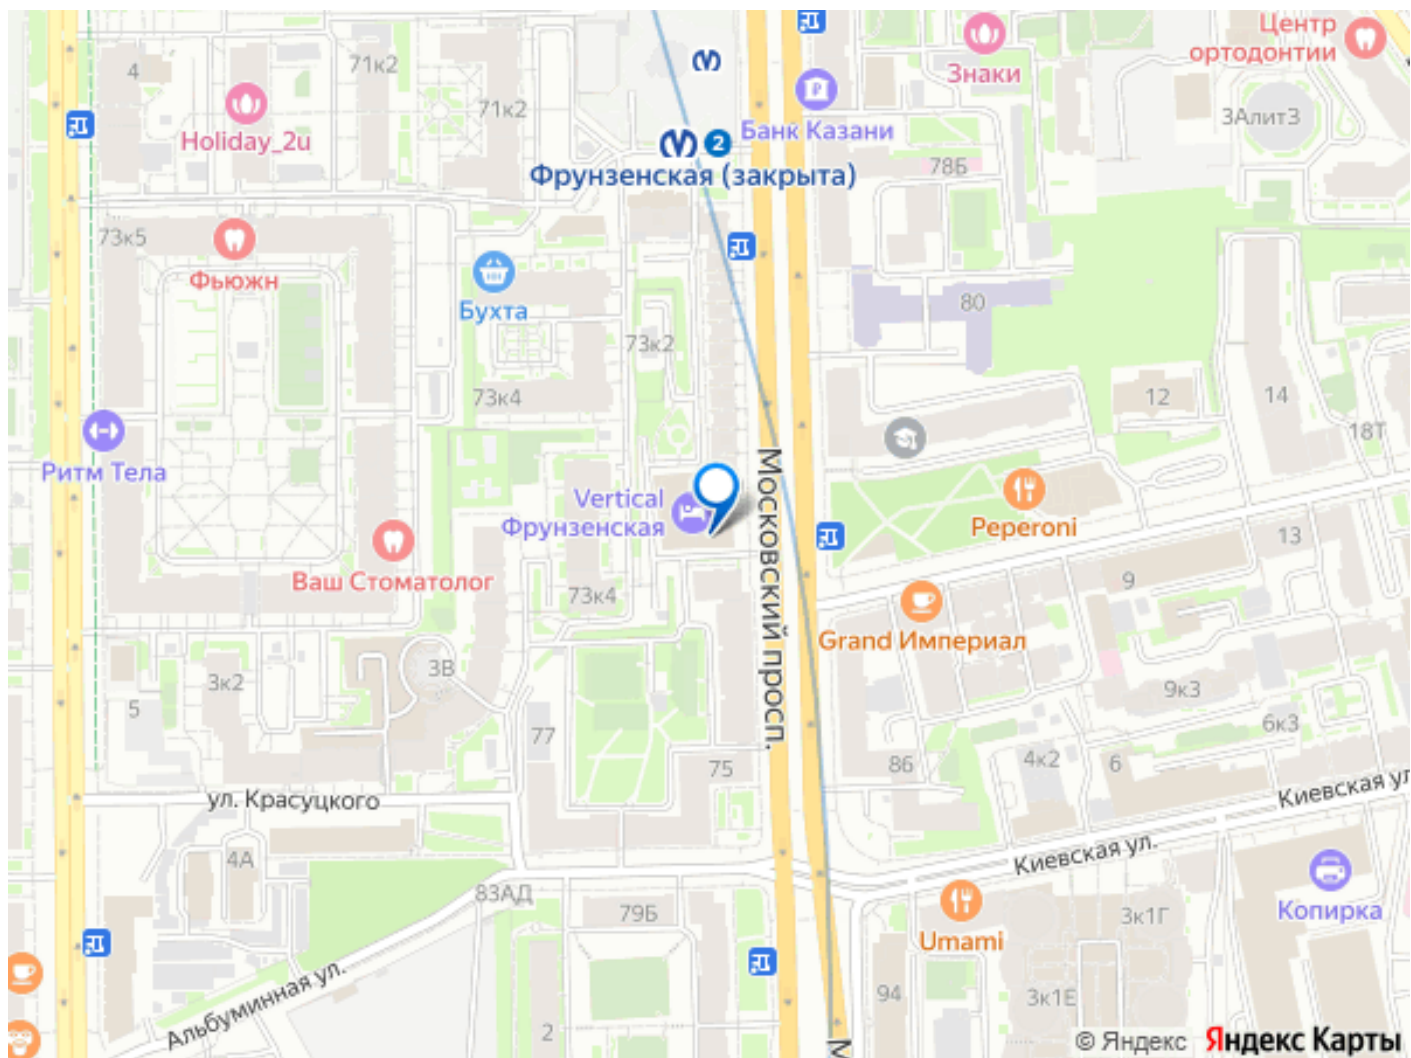 Центр
ортодонтии
4
71к2
Знаки
71к2
Holiday_2u
Банк Казани
3АлитЗ
2
Фрунзенская (закрыта)
78Б
73к5
Фьюжн
Бухта
80
73к2
73к4
12
14
18Т
Ритм Тела
Vertical
Фрунзенская
Московский просп.
Peperoni
13
Ваш Стоматолог
73к4
9
Grand Империал
3В
3к2
5
9к3
6к3
77
75
86
4к2
6
ул. Красуцкого
Киевская ул
Киевская ул.
4А
83АД
79Б
Umami
3к1Г
Копирка
Альбуминная ул.
2
94
3к1Е
М
© Яндекс
Яндекс Карты